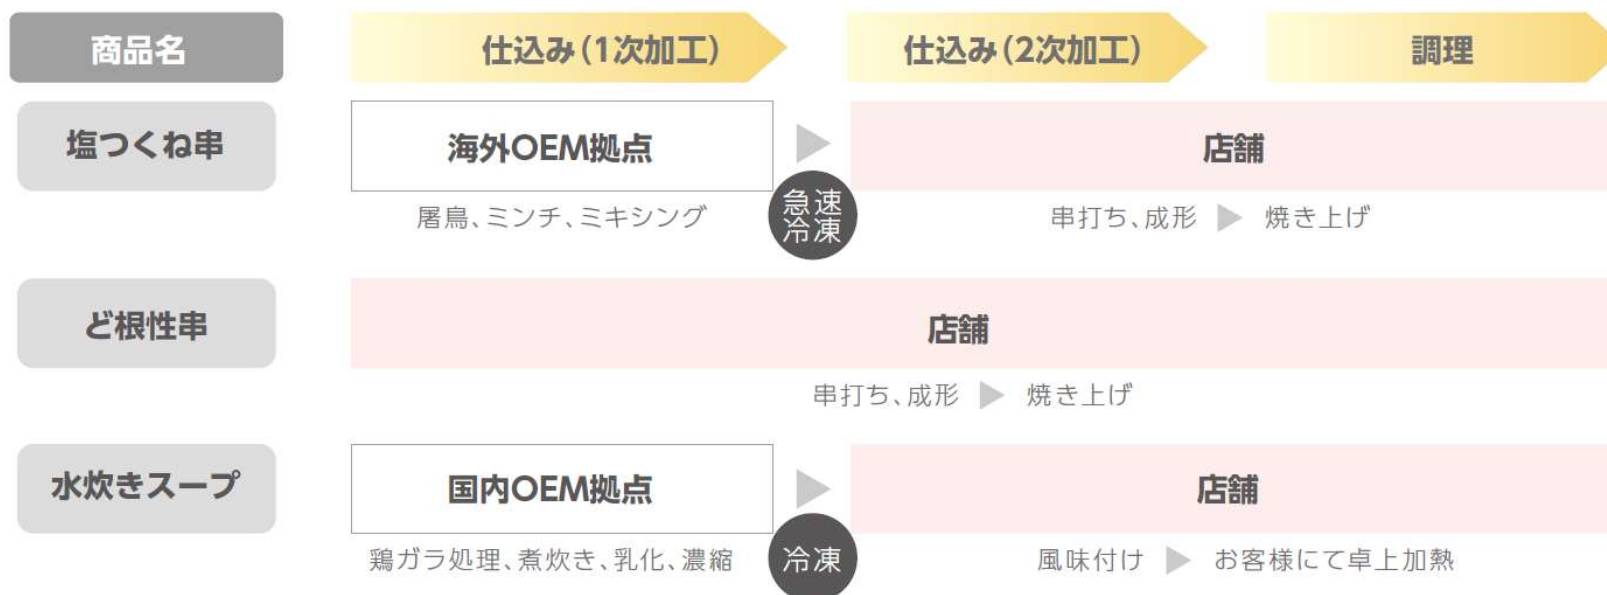 商品名
仕込み(1次加工)
仕込み(2次加工)
調理
塩つくね串
海外OEM拠点
店舗
屠鳥、ミンチ、ミキシング
急速
冷凍
串打ち、成形 ▶ 焼き上げ
ど根性串
店舗
串打ち、成形 ▶ 焼き上げ
水炊きスープ
国内OEM拠点
店舗
鶏ガラ処理、煮炊き、乳化、濃縮
冷凍
風味付け ▶ お客様にて卓上加熱